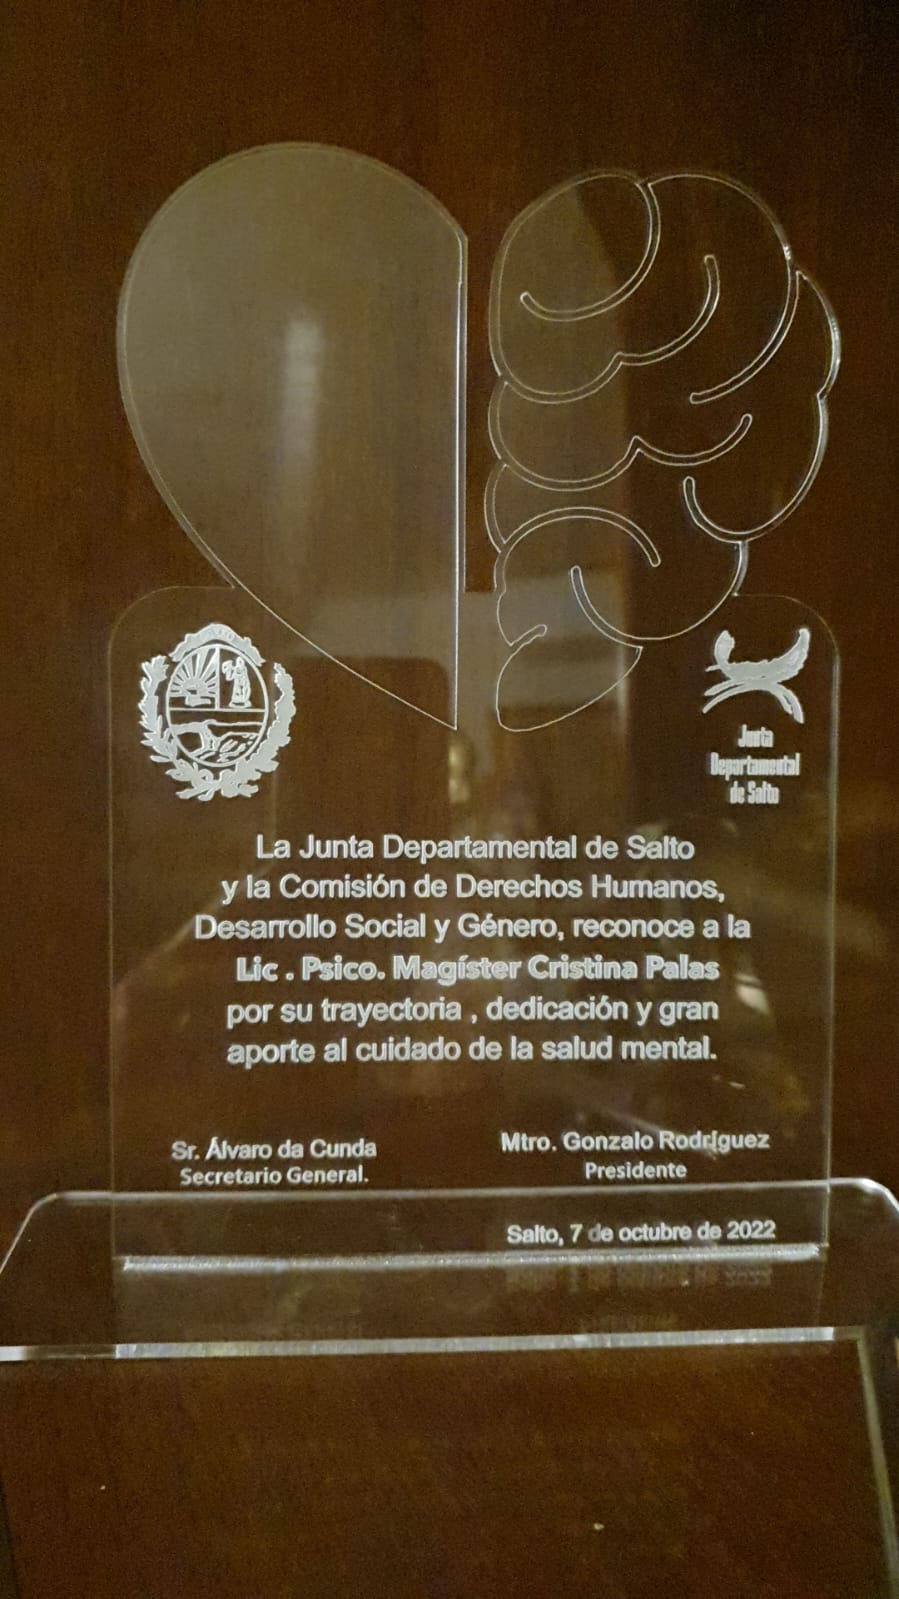 Junta
Departamental
de Salto
La Junta Departamental de Salto
y la Comisión de Derechos Humanos,
Desarrollo Social y Género, reconoce a la
Lic . Psico. Magíster Cristina Palas
por su trayectoria , dedicación y gran
aporte al cuidado de la salud mental.
Sr. Álvaro da Cunda
Secretario General.
Mtro. Gonzalo Rodríguez
Presidente
Salto, 7 de octubre de 2022